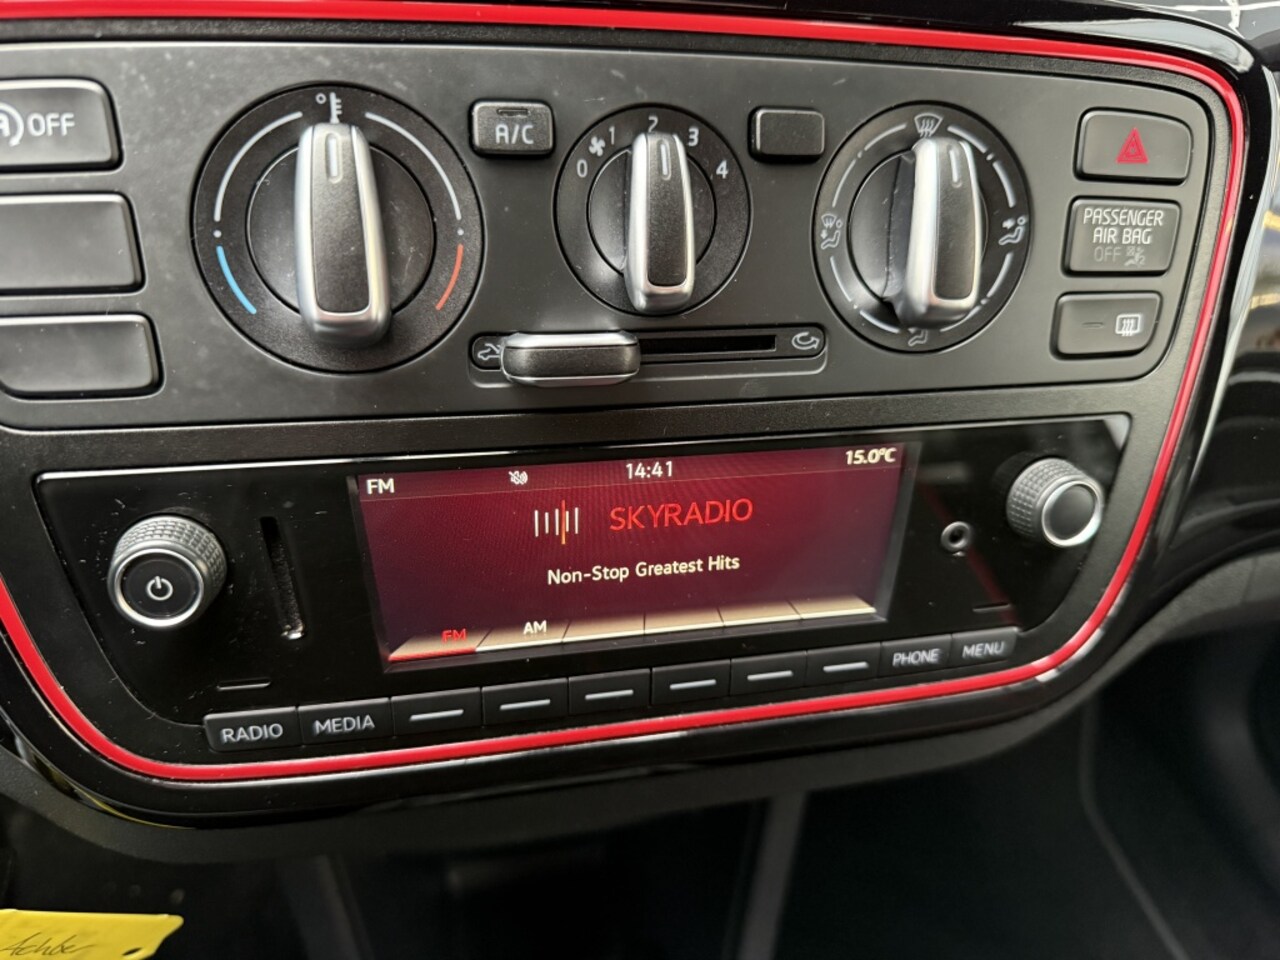 OFF
A/C
0 1 2 3 4
PASSENGER
AIR BAG
OFF
FM 14:41 15.0°C
SKYRADIO
Non-Stop Greatest Hits
FM AM
RADIO MEDIA PHONE MENU